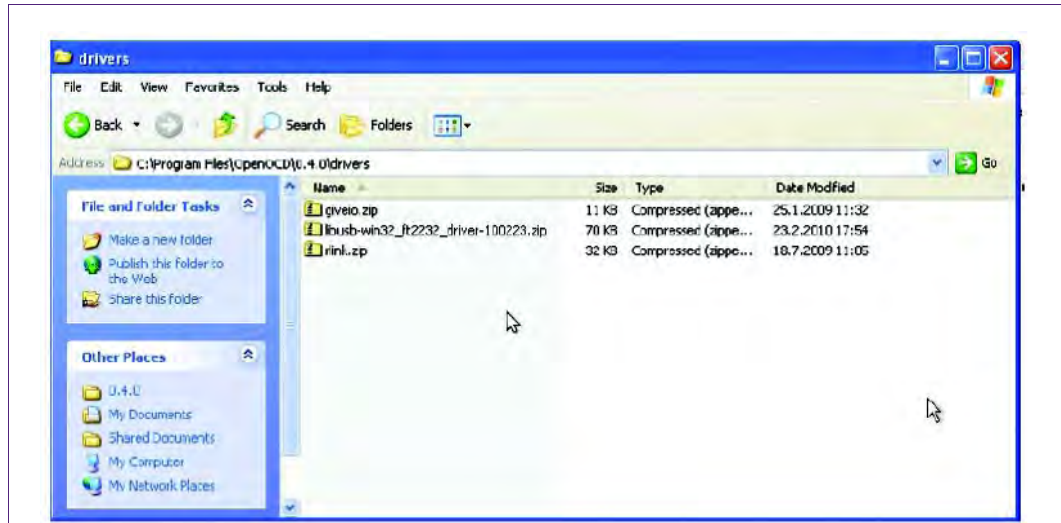 drivers
File Edit View Favorites Tools Help
Back Search Folders
Address C:\Program Files\OpenOCD\0.4.0\drivers Go
Name Size Type Date Modified
giveio.zip 11 KB Compressed (zippe... 25.1.2009 11:32
libusb-win32_ft2232_driver-100223.zip 70 KB Compressed (zippe... 23.2.2010 17:54
rlink.zip 32 KB Compressed (zippe... 18.7.2009 11:05
File and Folder Tasks
Make a new folder
Publish this folder to
the Web
Share this folder
Other Places
0.4.0
My Documents
Shared Documents
My Computer
My Network Places